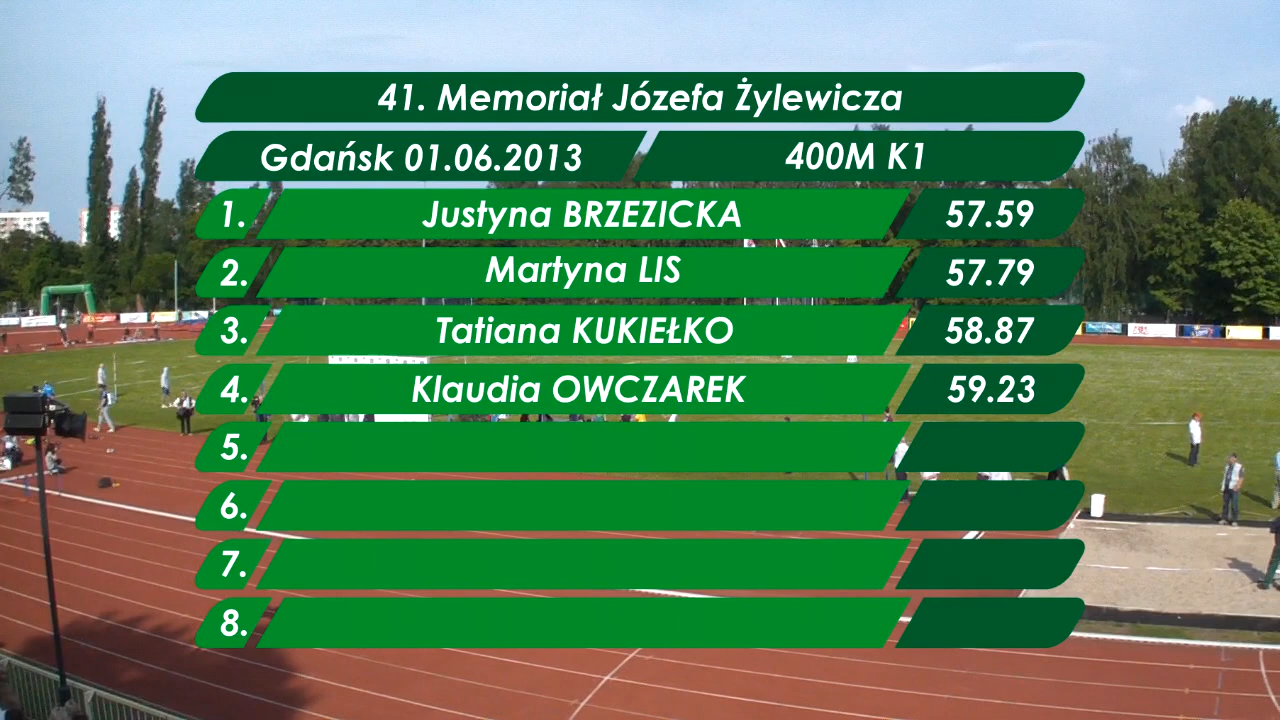 41. Memoriał Józefa Żylewicza
Gdańsk 01.06.2013 400M K1
1. Justyna BRZEZICKA 57.59
2. Martyna LIS 57.79
3. Tatiana KUKIEŁKO 58.87
4. Klaudia OWCZAREK 59.23
5.
6.
7.
8.